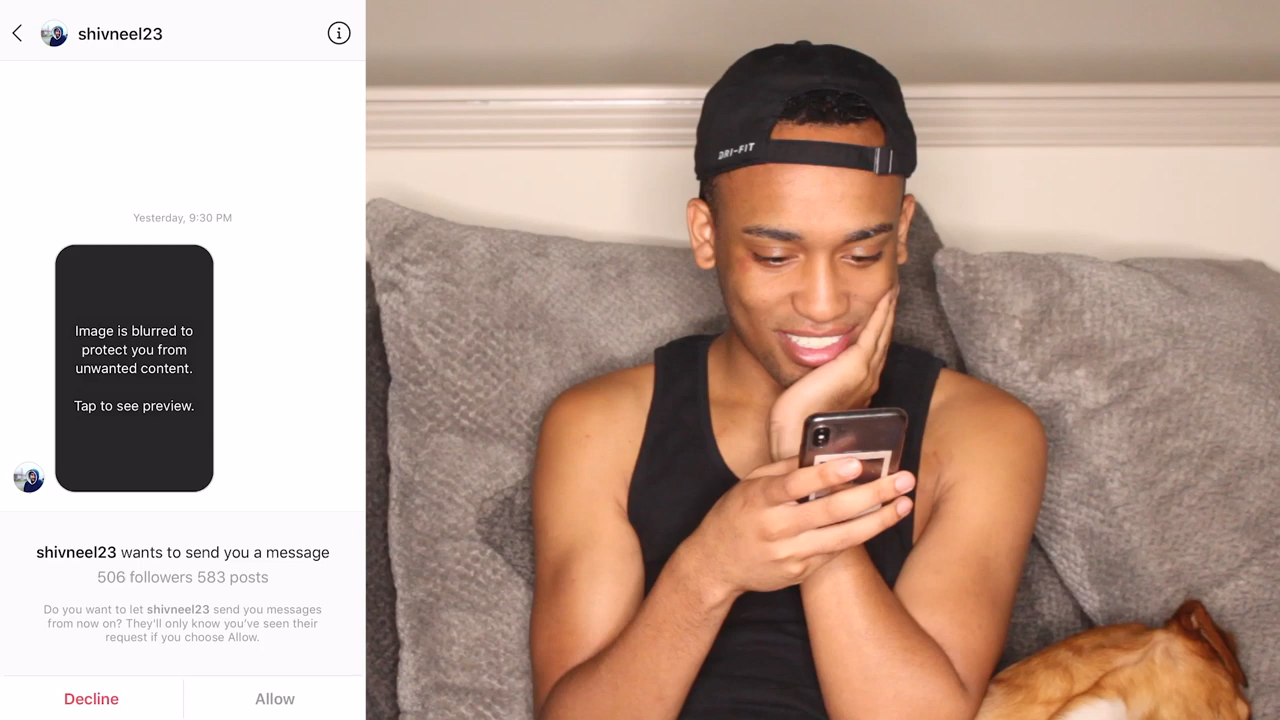 shivneel23
Yesterday, 9:30 PM
Image is blurred to
protect you from
unwanted content.
Tap to see preview.
shivneel23 wants to send you a message
506 followers 583 posts
Do you want to let shivneel23 send you messages
from now on? They'll only know you've seen their
request if you choose Allow.
Decline
Allow
DRI-FIT